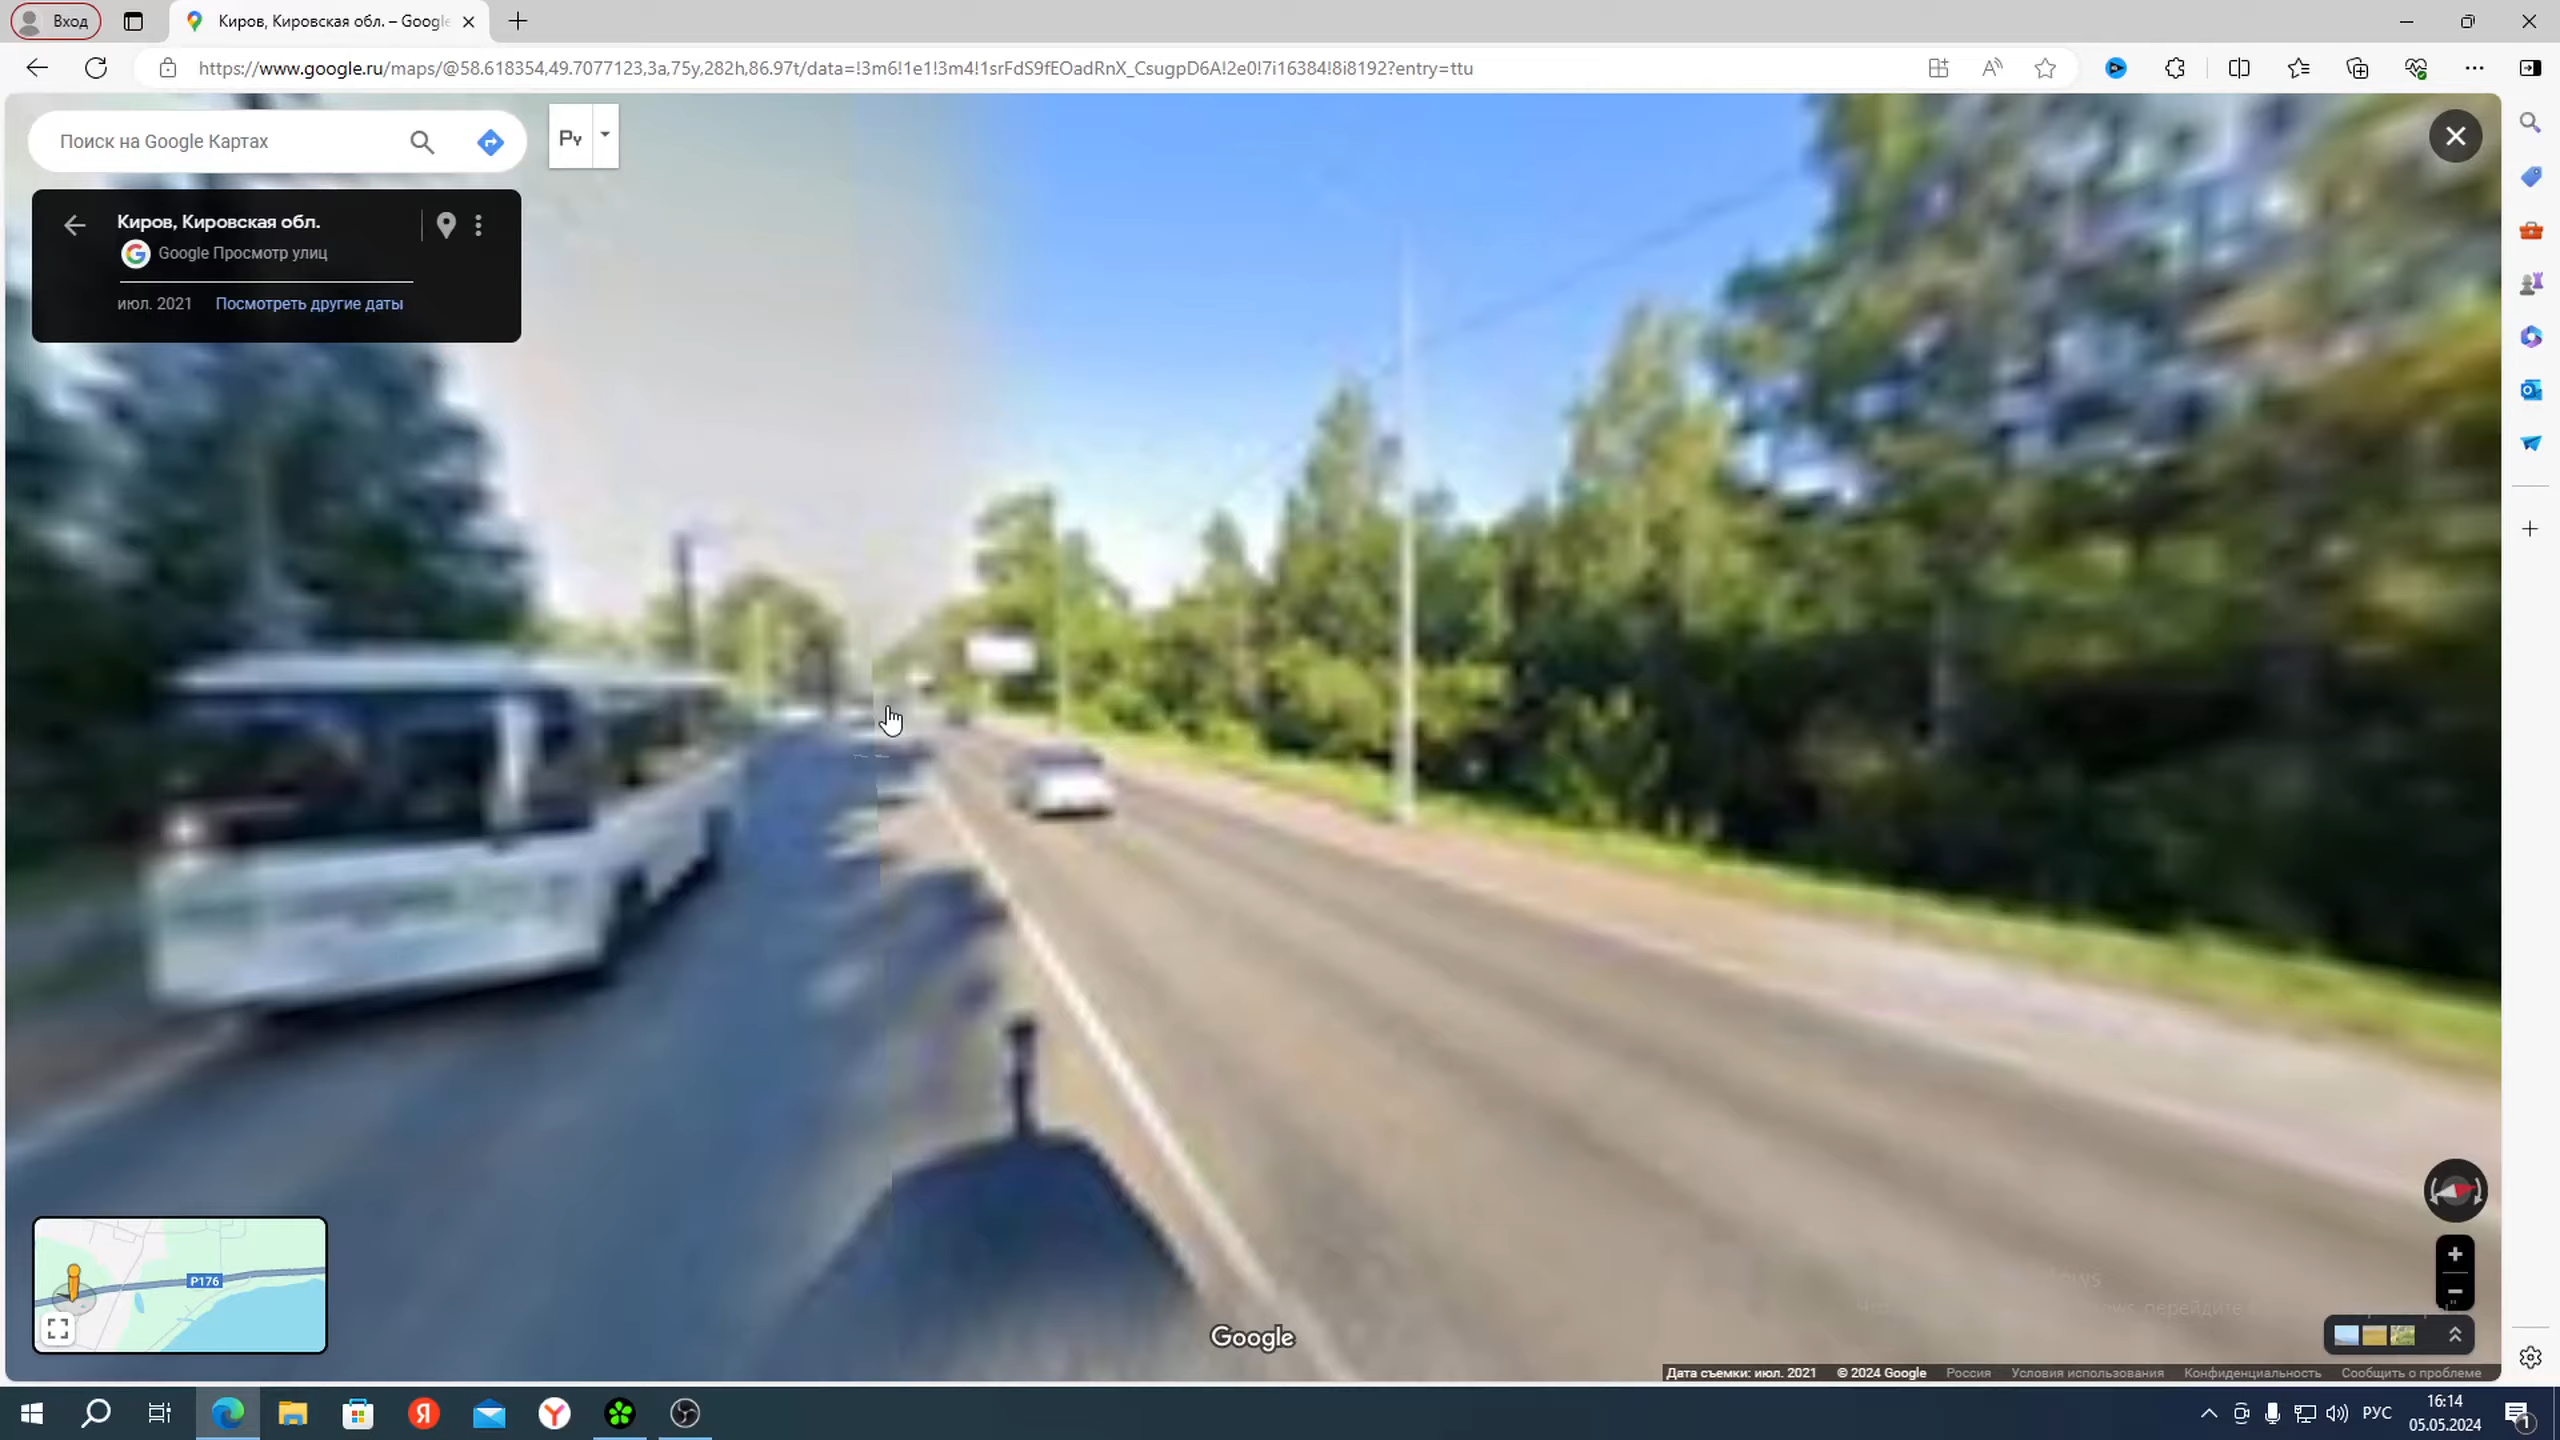 Вход
Киров, Кировская обл. – Google
https://www.google.ru/maps/@58.618354,49.7077123,3a,75y,282h,86.97t/data=!3m6!1e1!3m4!1srFdS9fEOadRnX_CsugpD6A!2e0!7i16384!8i8192?entry=ttu
Поиск на Google Картах
Киров, Кировская обл.
Google Просмотр улиц
июл. 2021 Посмотреть другие даты
P176
Google
Дата съемки: июл. 2021 © 2024 Google Россия Условия использования Конфиденциальность Сообщить о проблеме
РУС
16:14
05.05.2024
1